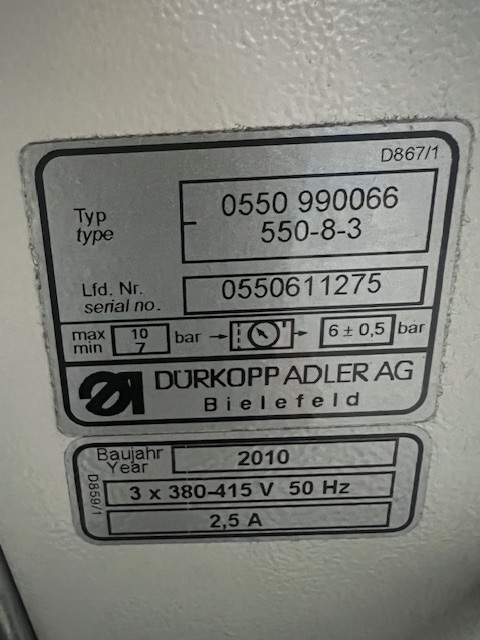 D867/1
Typ
type
0550 990066
550-8-3
Lfd. Nr.
serial no.
0550611275
max
min
10
7
bar
6 ± 0,5 bar
DÜRKOPP ADLER AG
Bielefeld
Baujahr
Year
2010
D859/1
3 x 380-415 V 50 Hz
2,5 A